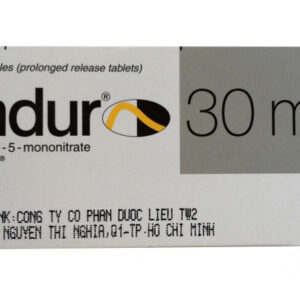 les (prolonged release tablets)
ndur® 30 m
-5-mononitrate
®
NK:CONG TY CO PHAN DUOC LIEU TW2
NGUYEN THI NGHIA,Q1-TP.HO CHI MINH